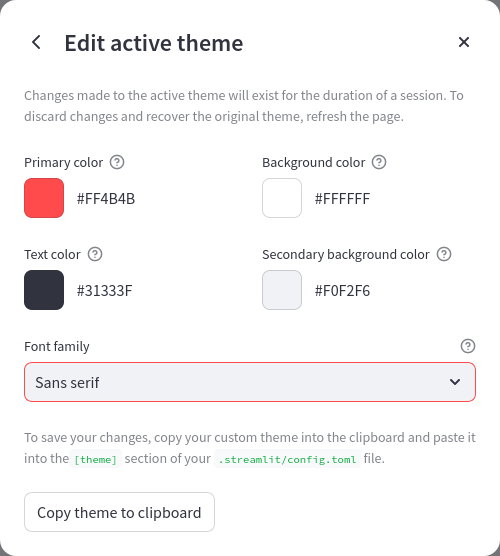 Edit active theme
Changes made to the active theme will exist for the duration of a session. To
discard changes and recover the original theme, refresh the page.
Primary color
Background color
#FF4B4B
#FFFFFF
Text color
Secondary background color
#31333F
#F0F2F6
Font family
Sans serif
To save your changes, copy your custom theme into the clipboard and paste it
into the [theme] section of your .streamlit/config.toml file.
Copy theme to clipboard